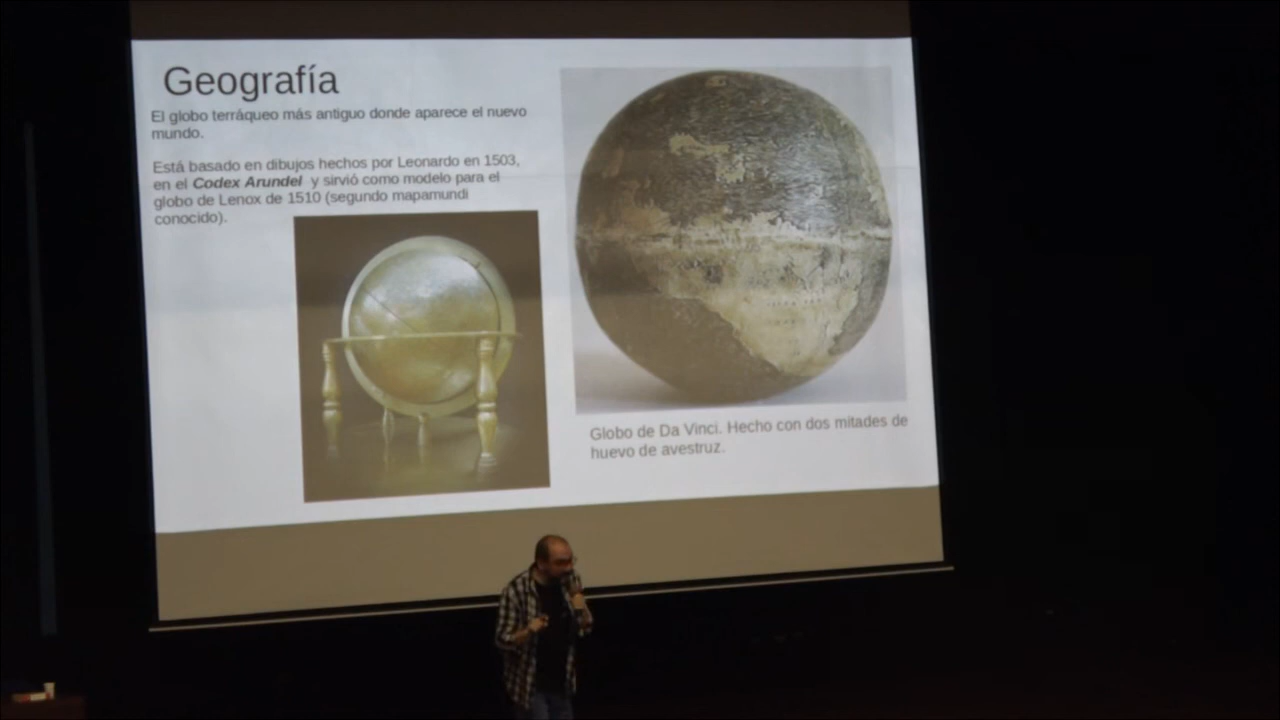 Geografía
El globo terráqueo más antiguo donde aparece el nuevo
mundo.
Está basado en dibujos hechos por Leonardo en 1503,
en el Codex Arundel y sirvió como modelo para el
globo de Lenox de 1510 (segundo mapamundi
conocido).
Globo de Da Vinci. Hecho con dos mitades de
huevo de avestruz.